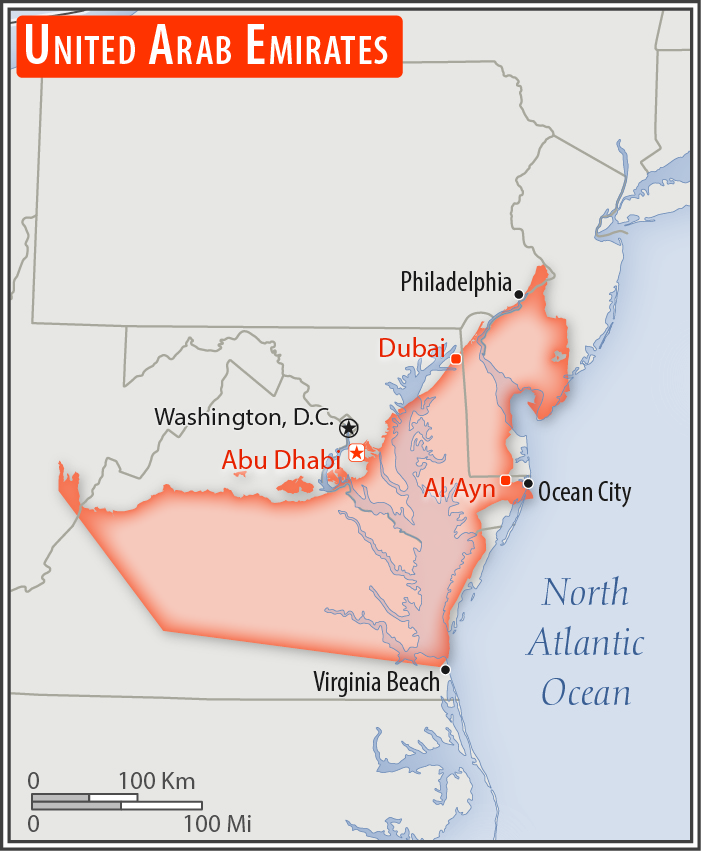 UNITED ARAB EMIRATES
Philadelphia
Dubai
Washington, D.C.
Abu Dhabi
Al ‘Ayn
Ocean City
North
Atlantic
Ocean
Virginia Beach
0 100 Km
0 100 Mi